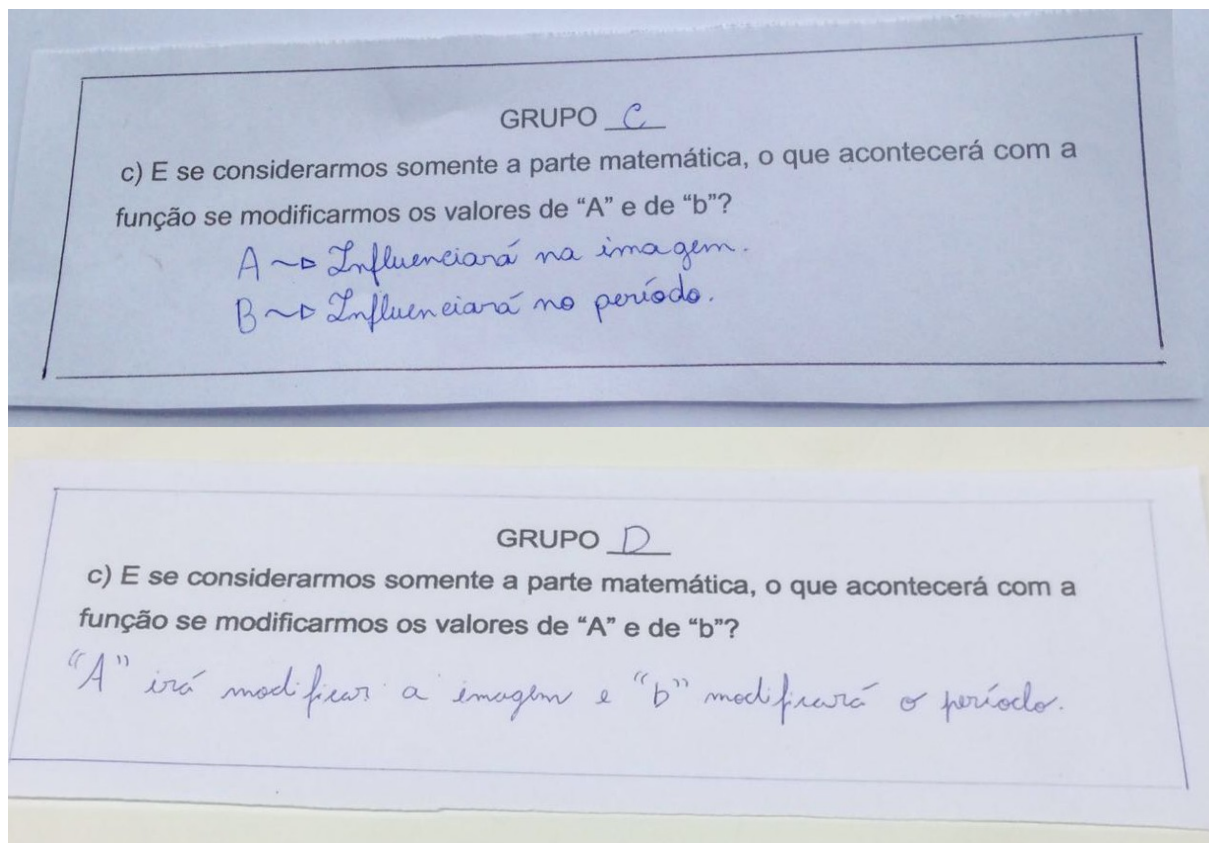 GRUPO C
c) E se considerarmos somente a parte matemática, o que acontecerá com a
função se modificarmos os valores de “A” e de “b”?
A ~▷ Influenciará na imagem.
B ~▷ Influenciará no período.
GRUPO D
c) E se considerarmos somente a parte matemática, o que acontecerá com a
função se modificarmos os valores de “A” e de “b”?
“A” irá modificar a imagem e “b” modificará o período.